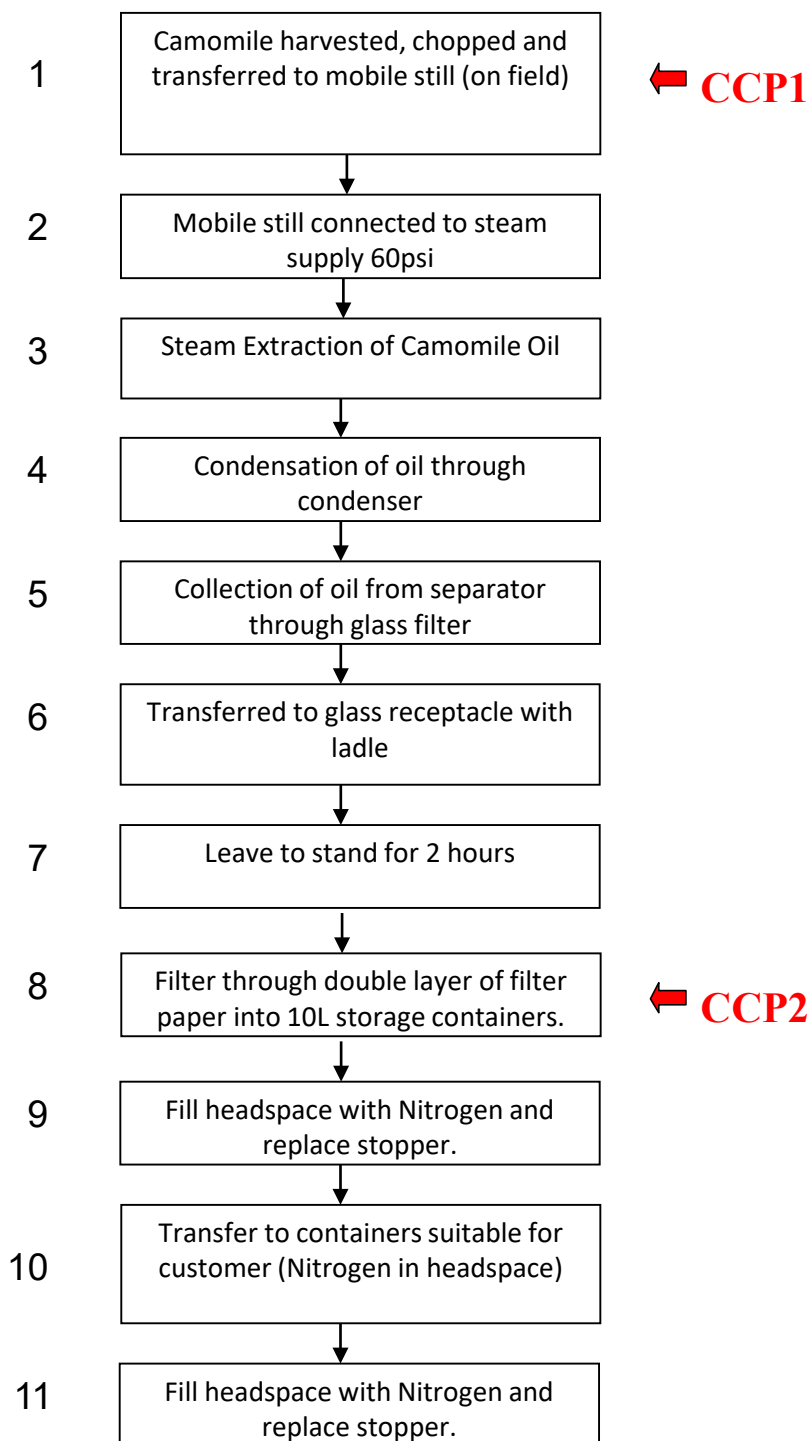 1
Camomile harvested, chopped and
transferred to mobile still (on field)
CCP1
2
Mobile still connected to steam
supply 60psi
3
Steam Extraction of Camomile Oil
4
Condensation of oil through
condenser
5
Collection of oil from separator
through glass filter
6
Transferred to glass receptacle with
ladle
7
Leave to stand for 2 hours
8
Filter through double layer of filter
paper into 10L storage containers.
CCP2
9
Fill headspace with Nitrogen and
replace stopper.
10
Transfer to containers suitable for
customer (Nitrogen in headspace)
11
Fill headspace with Nitrogen and
replace stopper.